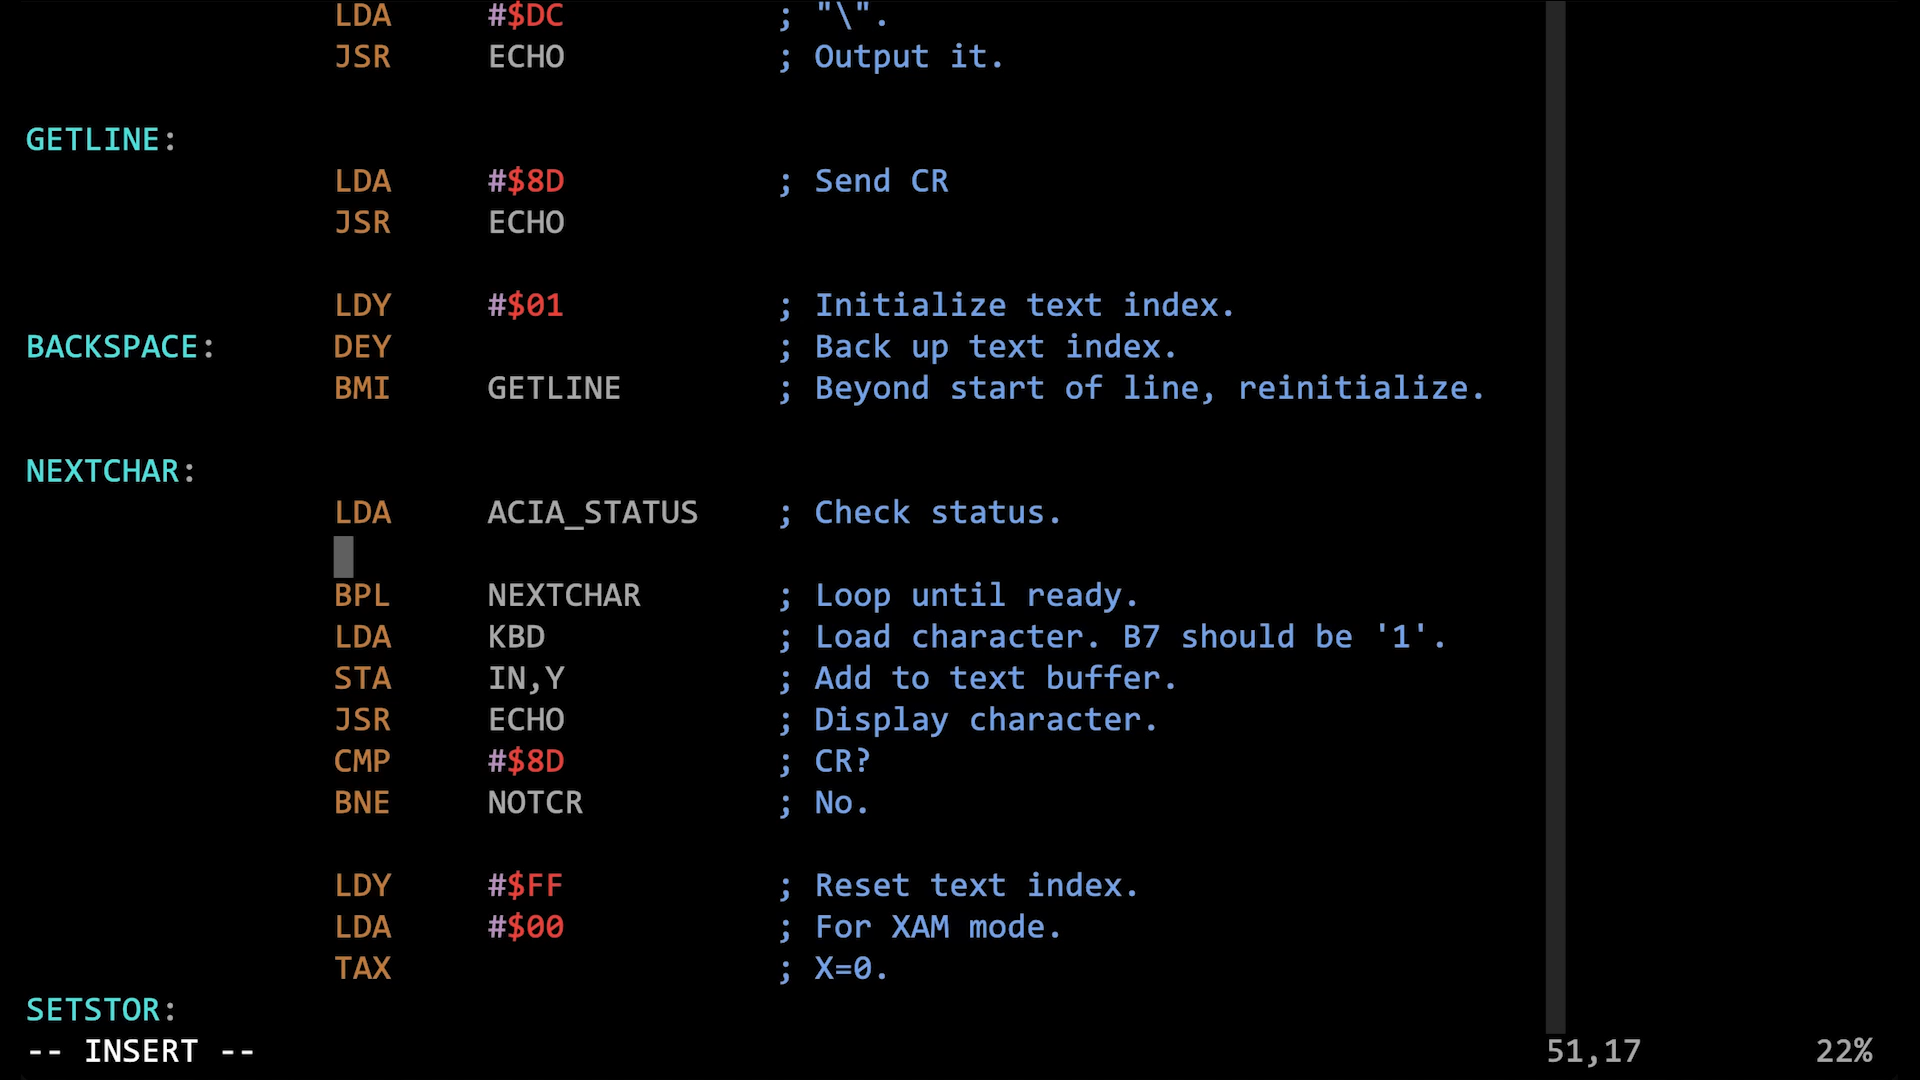 LDA #$DC ; "\".
JSR ECHO ; Output it.
GETLINE:
LDA #$8D ; Send CR
JSR ECHO
LDY #$01 ; Initialize text index.
BACKSPACE: DEY ; Back up text index.
BMI GETLINE ; Beyond start of line, reinitialize.
NEXTCHAR:
LDA ACIA_STATUS ; Check status.
BPL NEXTCHAR ; Loop until ready.
LDA KBD ; Load character. B7 should be '1'.
STA IN,Y ; Add to text buffer.
JSR ECHO ; Display character.
CMP #$8D ; CR?
BNE NOTCR ; No.
LDY #$FF ; Reset text index.
LDA #$00 ; For XAM mode.
TAX ; X=0.
SETSTOR:
-- INSERT -- 51,17 22%